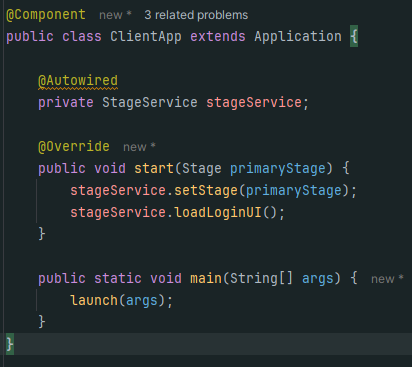 @Component new * 3 related problems
public class ClientApp extends Application {
@Autowired
private StageService stageService;
@Override new *
public void start(Stage primaryStage) {
stageService.setStage(primaryStage);
stageService.loadLoginUI();
}
public static void main(String[] args) { new *
launch(args);
}
}